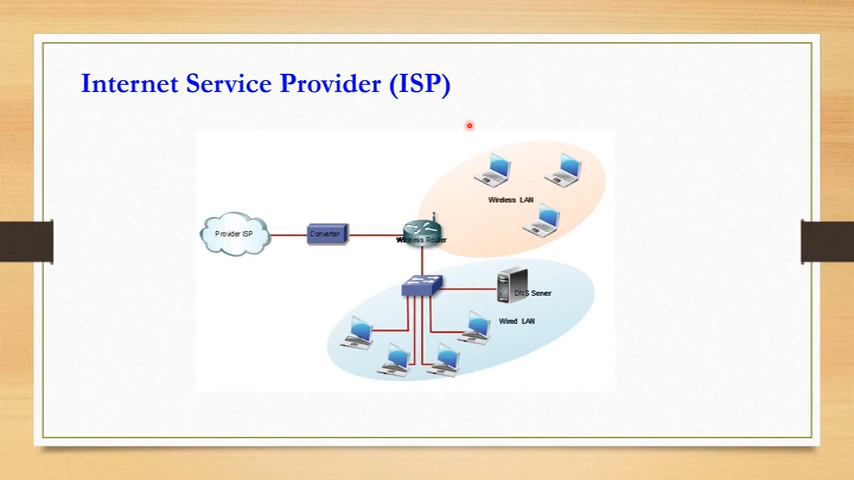 Internet Service Provider (ISP)
Wireless LAN
Provider ISP
Converter
Wireless Router
DNS Server
Wired LAN